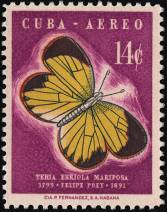 CUBA - AEREO
14¢
TERIA EBRIOLA MARIPOSA
1799 - FELIPE POEY - 1891
CIA. P. FERNANDEZ, S. A. HABANA